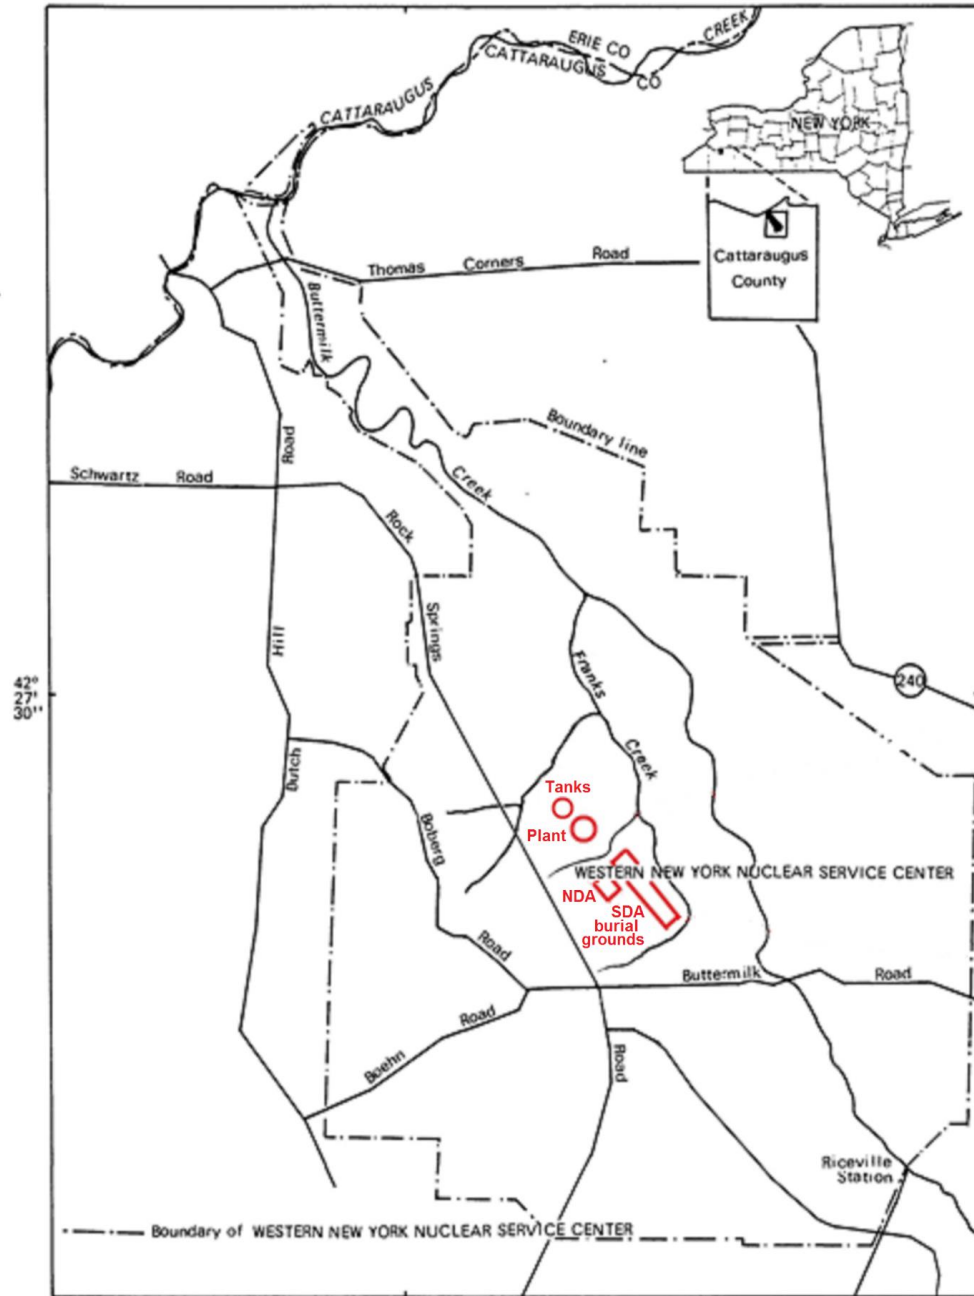 ERIE CO
CREEK
CATTARAUGUS
CO
CATTARAUGUS
NEW YORK
Cattaraugus
County
Thomas Corners Road
Buttermilk
Boundary line
Road
Schwartz Road
Creek
Rock
Springs
Hill
Franks
240
42°
27'
30"
Creek
Dutch
Tanks
Plant
Boberg
WESTERN NEW YORK NUCLEAR SERVICE CENTER
NDA
SDA
burial
grounds
Road
Buttermilk Road
Road
Boehn
Road
Riceville
Station
Boundary of WESTERN NEW YORK NUCLEAR SERVICE CENTER